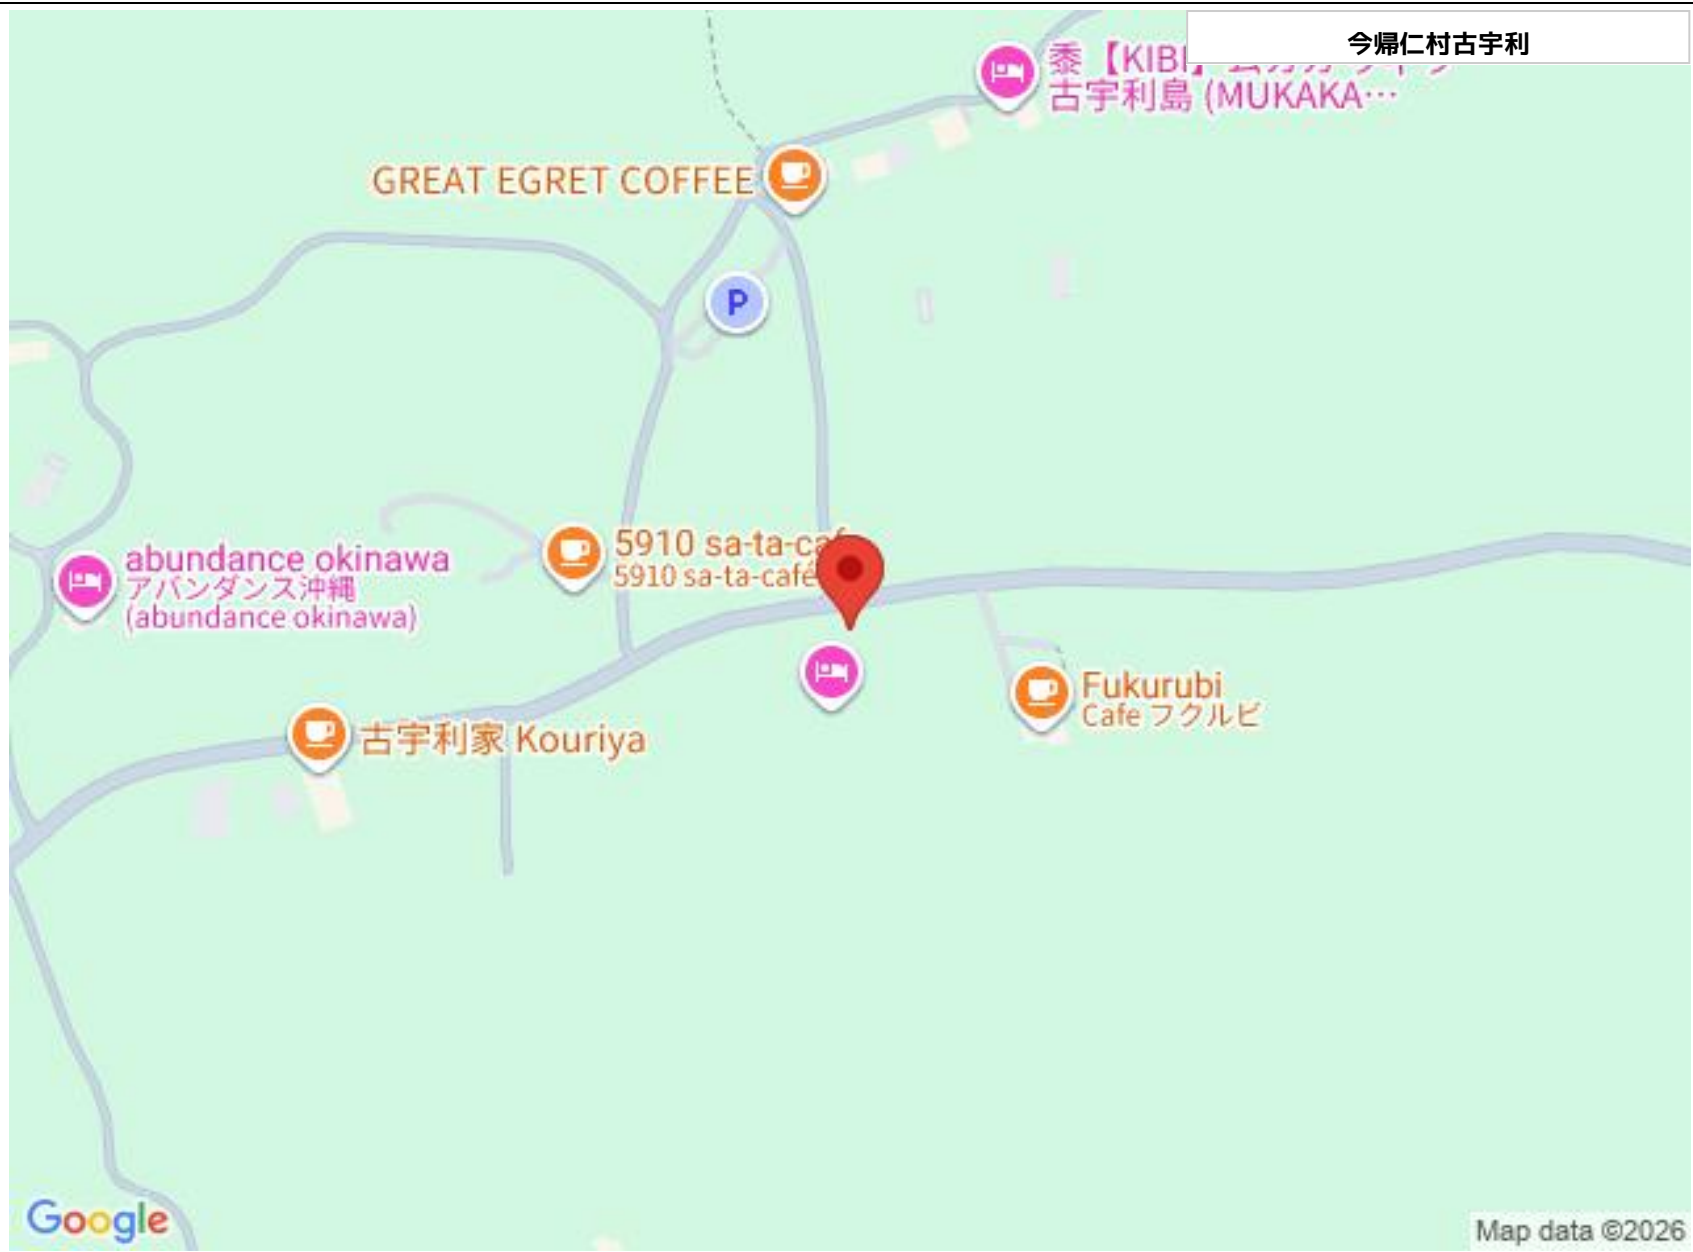 今帰仁村古宇利
黍【KIBI】
古宇利島 (MUKAKA…
GREAT EGRET COFFEE
P
5910 sa-ta-caf
5910 sa-ta-café
abundance okinawa
アバンダンス沖縄
(abundance okinawa)
Fukurubi
Cafe フクルビ
古宇利家 Kouriya
Google
Map data ©2026